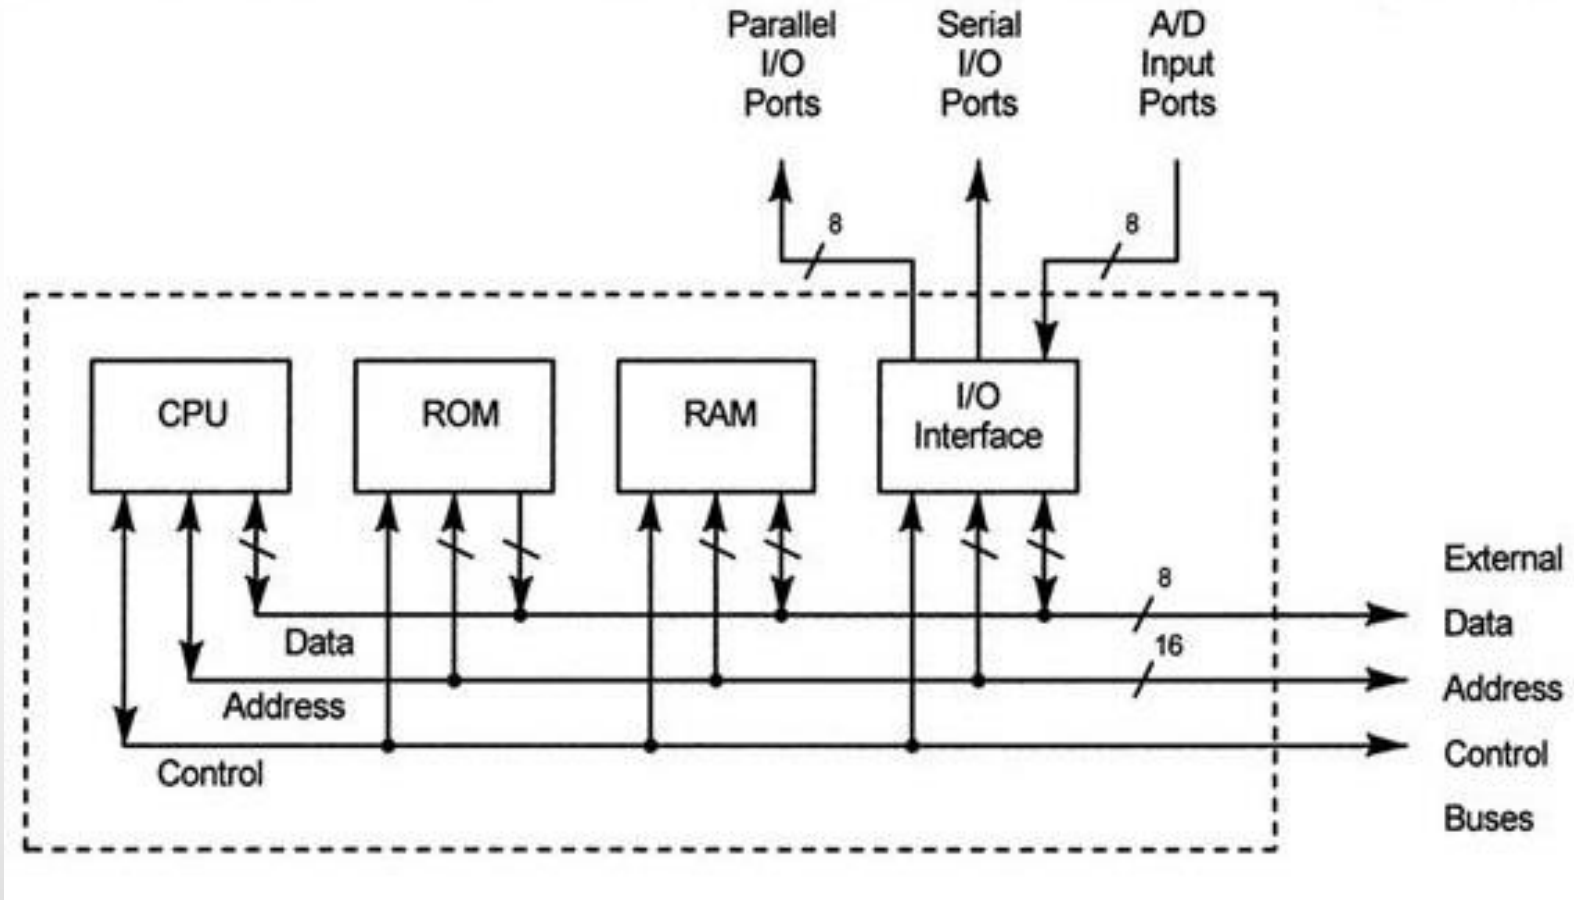 Parallel
I/O
Ports
Serial
I/O
Ports
A/D
Input
Ports
8
8
CPU
ROM
RAM
I/O
Interface
External
8
Data
Data
16
Address
Address
Control
Control
Buses